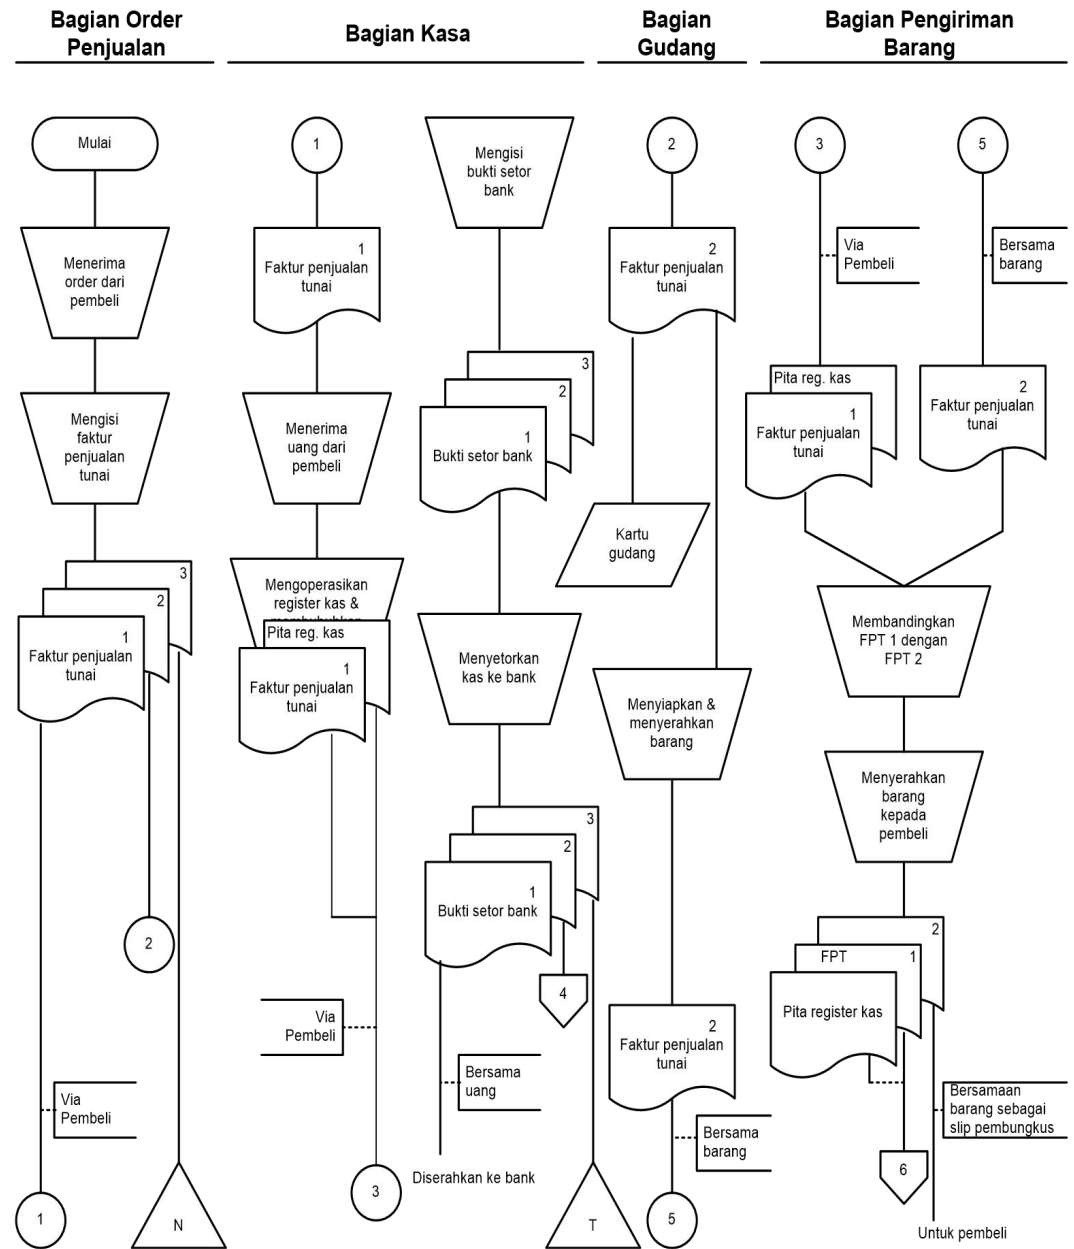 Bagian Order
Penjualan
Bagian Kasa
Bagian
Gudang
Bagian Pengiriman
Barang
Mulai
Menerima
order dari
pembeli
Mengisi
faktur
penjualan
tunai
3
2
1
Faktur penjualan
tunai
2
Via
Pembeli
1
N
1
1
Faktur penjualan
tunai
Menerima
uang dari
pembeli
Mengoperasikan
register kas &
Pita reg. kas
1
Faktur penjualan
tunai
Via
Pembeli
3
Mengisi
bukti setor
bank
3
2
1
Bukti setor bank
Menyetorkan
kas ke bank
3
2
1
Bukti setor bank
4
Bersama
uang
Diserahkan ke bank
T
2
2
Faktur penjualan
tunai
Kartu
gudang
Menyiapkan &
menyerahkan
barang
2
Faktur penjualan
tunai
Bersama
barang
5
3
5
Via
Pembeli
Bersama
barang
Pita reg. kas
1
Faktur penjualan
tunai
2
Faktur penjualan
tunai
Membandingkan
FPT 1 dengan
FPT 2
Menyerahkan
barang
kepada
pembeli
2
FPT 1
Pita register kas
Bersamaan
barang sebagai
slip pembungkus
6
Untuk pembeli